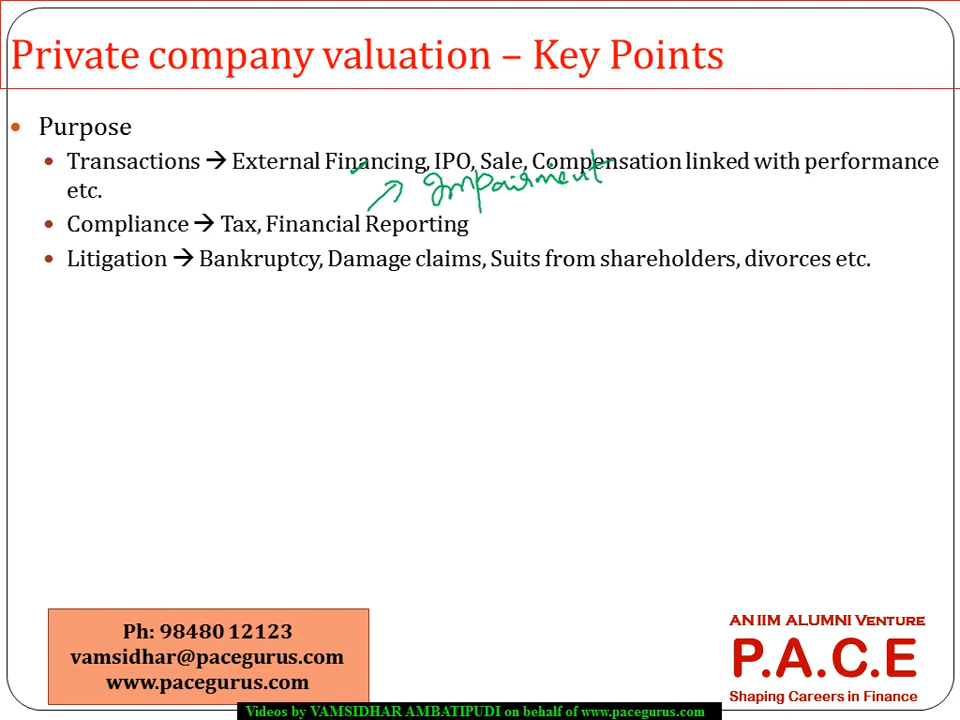 Private company valuation – Key Points
• Purpose
• Transactions → External Financing, IPO, Sale, Compensation linked with performance
etc.
Impairment
• Compliance → Tax, Financial Reporting
• Litigation → Bankruptcy, Damage claims, Suits from shareholders, divorces etc.
Ph: 98480 12123
vamsidhar@pacegurus.com
www.pacegurus.com
AN IIM ALUMNI VENTURE
P.A.C.E
Shaping Careers in Finance
Videos by VAMSIDHAR AMBATIPUDI on behalf of www.pacegurus.com